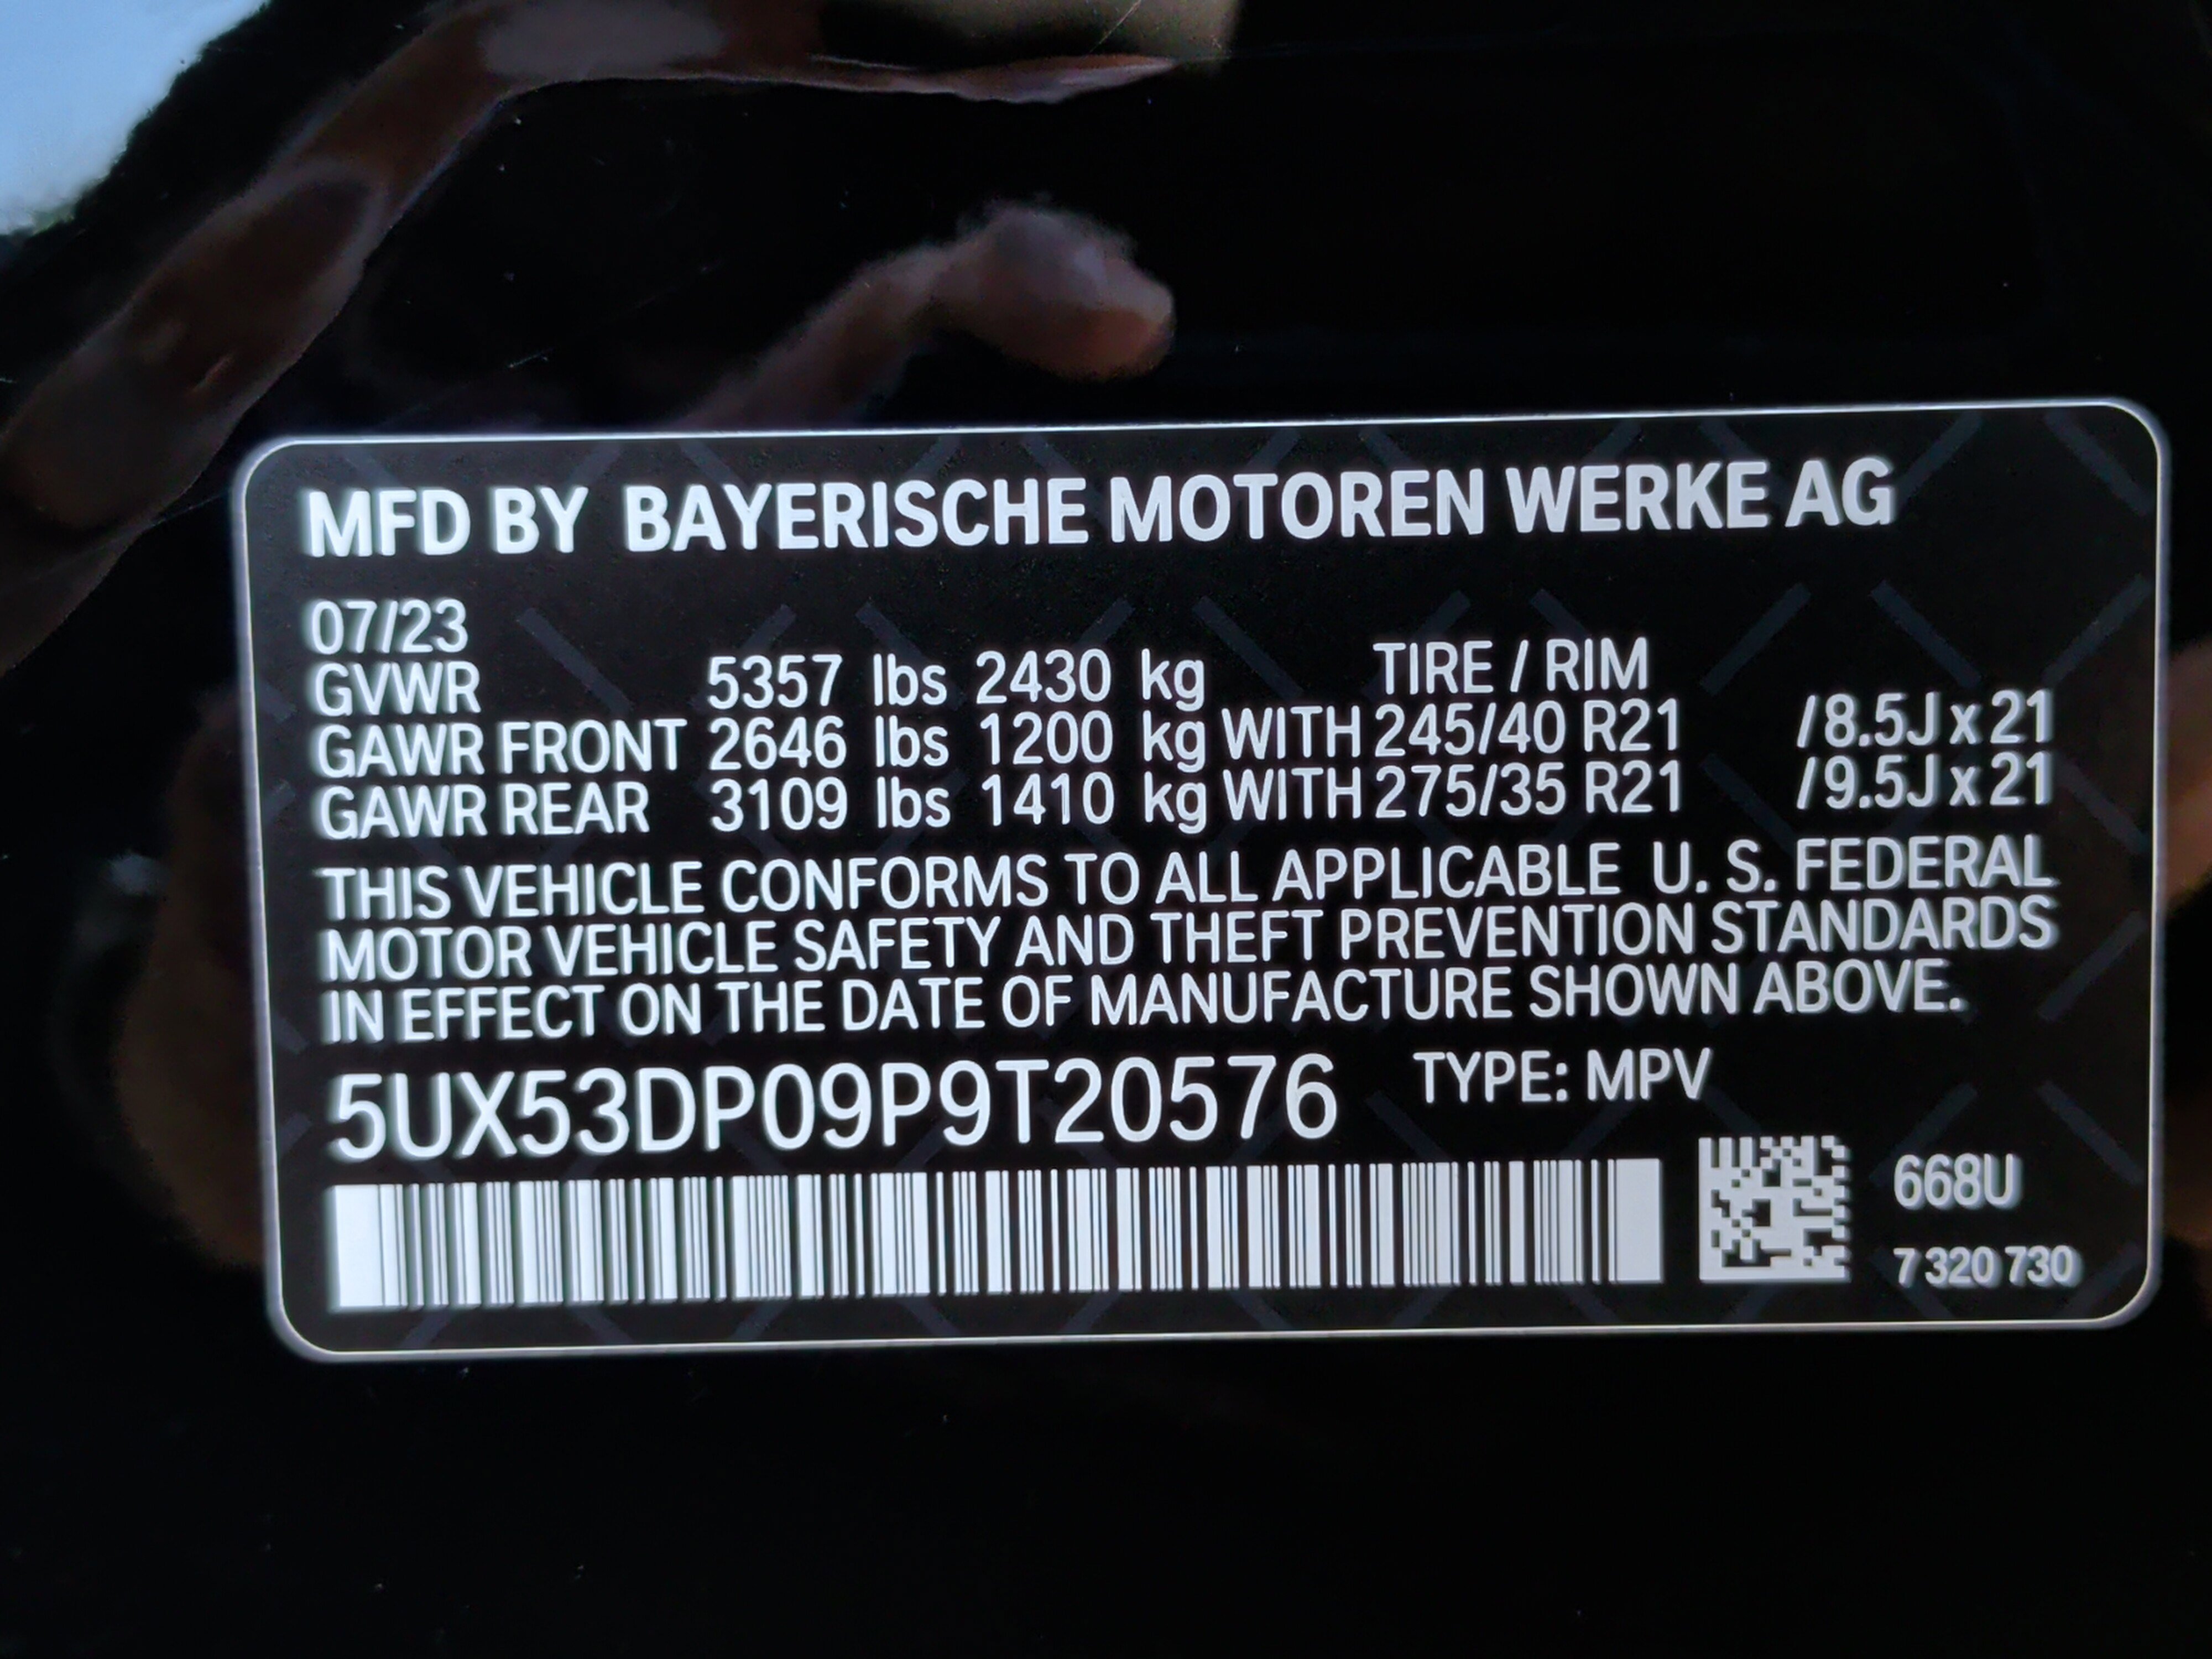 MFD BY BAYERISCHE MOTOREN WERKE AG
07/23
GVWR 5357 lbs 2430 kg TIRE / RIM
GAWR FRONT 2646 lbs 1200 kg WITH 245/40 R21 /8.5J x 21
GAWR REAR 3109 lbs 1410 kg WITH 275/35 R21 /9.5J x 21
THIS VEHICLE CONFORMS TO ALL APPLICABLE U. S. FEDERAL
MOTOR VEHICLE SAFETY AND THEFT PREVENTION STANDARDS
IN EFFECT ON THE DATE OF MANUFACTURE SHOWN ABOVE.
5UX53DP09P9T20576 TYPE: MPV
668U
7 320 730